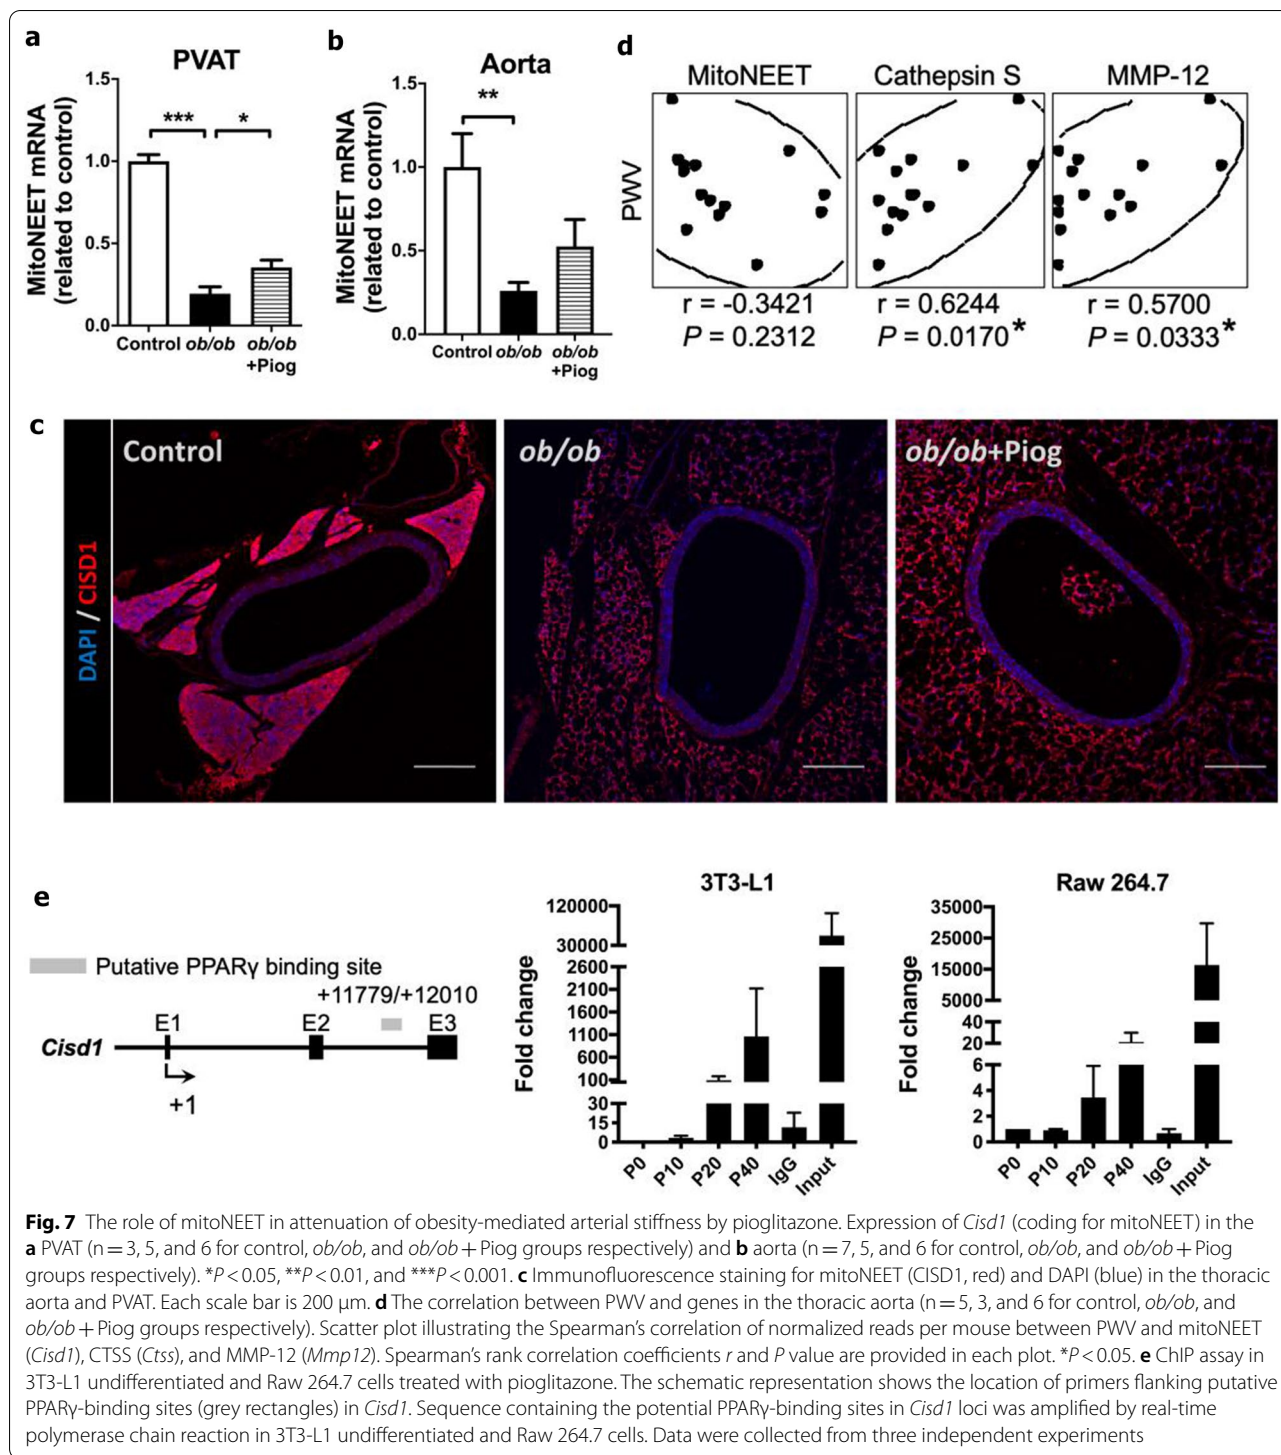 a
PVAT
MitoNEET mRNA
(related to control)
1.5
1.0
0.5
0.0
***
*
Control
ob/ob
ob/ob
+Piog
b
Aorta
MitoNEET mRNA
(related to control)
1.5
1.0
0.5
0.0
**
Control
ob/ob
ob/ob
+Piog
d
MitoNEET
Cathepsin S
MMP-12
PWV
r = -0.3421
P = 0.2312
r = 0.6244
P = 0.0170*
r = 0.5700
P = 0.0333*
c
DAPI / CISD1
Control
ob/ob
ob/ob+Piog
e
Putative PPARγ binding site
+11779/+12010
E1
E2
E3
Cisd1
+1
3T3-L1
Fold change
120000
30000
2600
2100
1600
1100
600
100
30
15
0
P0
P10
P20
P40
IgG
Input
Raw 264.7
Fold change
35000
25000
15000
5000
40
20
6
4
2
0
P0
P10
P20
P40
IgG
Input
Fig. 7 The role of mitoNEET in attenuation of obesity-mediated arterial stiffness by pioglitazone. Expression of Cisd1 (coding for mitoNEET) in the
a PVAT (n = 3, 5, and 6 for control, ob/ob, and ob/ob + Piog groups respectively) and b aorta (n = 7, 5, and 6 for control, ob/ob, and ob/ob + Piog
groups respectively). *P < 0.05, **P < 0.01, and ***P < 0.001. c Immunofluorescence staining for mitoNEET (CISD1, red) and DAPI (blue) in the thoracic
aorta and PVAT. Each scale bar is 200 µm. d The correlation between PWV and genes in the thoracic aorta (n = 5, 3, and 6 for control, ob/ob, and
ob/ob + Piog groups respectively). Scatter plot illustrating the Spearman's correlation of normalized reads per mouse between PWV and mitoNEET
(Cisd1), CTSS (Ctss), and MMP-12 (Mmp12). Spearman's rank correlation coefficients r and P value are provided in each plot. *P < 0.05. e ChIP assay in
3T3-L1 undifferentiated and Raw 264.7 cells treated with pioglitazone. The schematic representation shows the location of primers flanking putative
PPARγ-binding sites (grey rectangles) in Cisd1. Sequence containing the potential PPARγ-binding sites in Cisd1 loci was amplified by real-time
polymerase chain reaction in 3T3-L1 undifferentiated and Raw 264.7 cells. Data were collected from three independent experiments